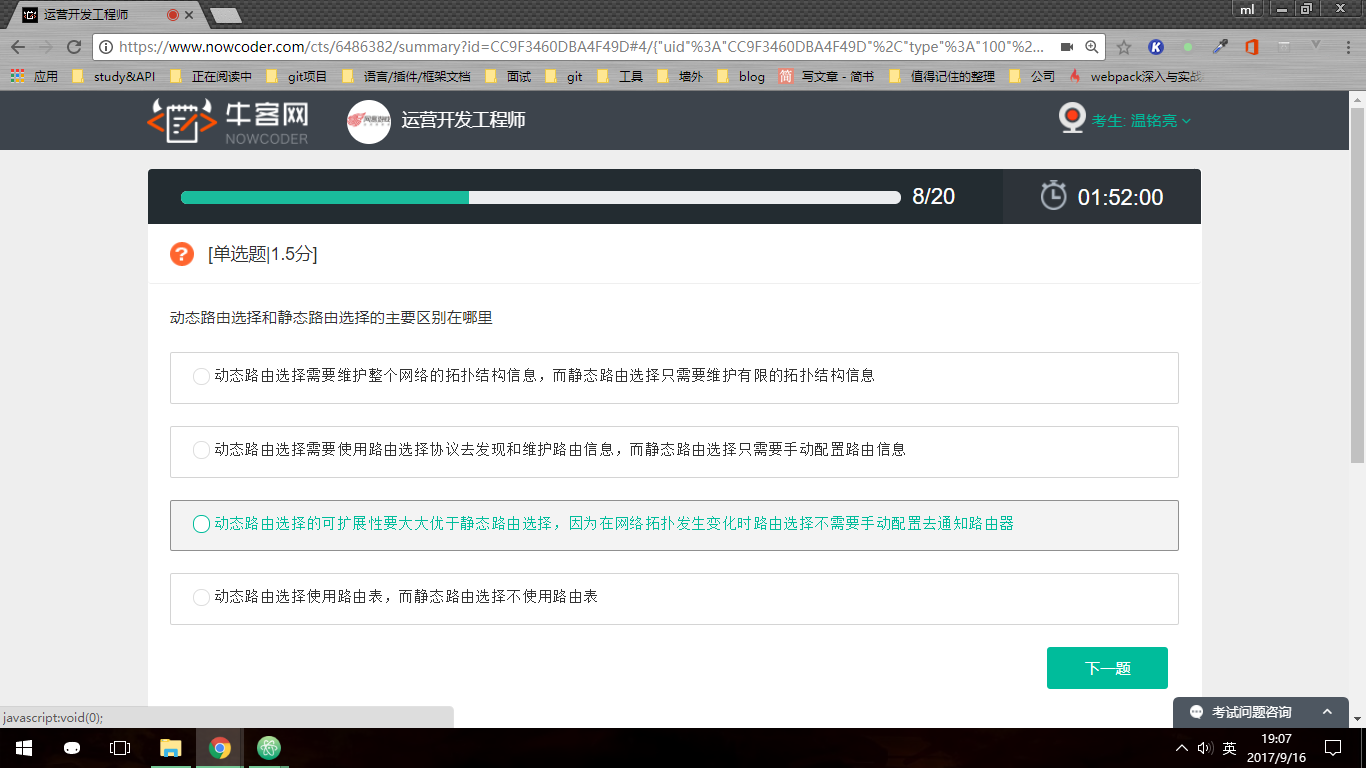 运营开发工程师
ml
https://www.nowcoder.com/cts/6486382/summary?id=CC9F3460DBA4F49D#4/{"uid"%3A"CC9F3460DBA4F49D"%2C"type"%3A"100"%2...
应用 study&API 正在阅读中 git项目 语言/插件/框架文档 面试 git 工具 墙外 blog 简 写文章 - 简书 值得记住的整理 公司 webpack深入与实战
牛客网
NOWCODER
运营开发工程师
考生: 温铭亮
8/20
01:52:00
[单选题|1.5分]
动态路由选择和静态路由选择的主要区别在哪里
动态路由选择需要维护整个网络的拓扑结构信息，而静态路由选择只需要维护有限的拓扑结构信息
动态路由选择需要使用路由选择协议去发现和维护路由信息，而静态路由选择只需要手动配置路由信息
动态路由选择的可扩展性要大大优于静态路由选择，因为在网络拓扑发生变化时路由选择不需要手动配置去通知路由器
动态路由选择使用路由表，而静态路由选择不使用路由表
下一题
考试问题咨询
javascript:void(0);
英
19:07
2017/9/16